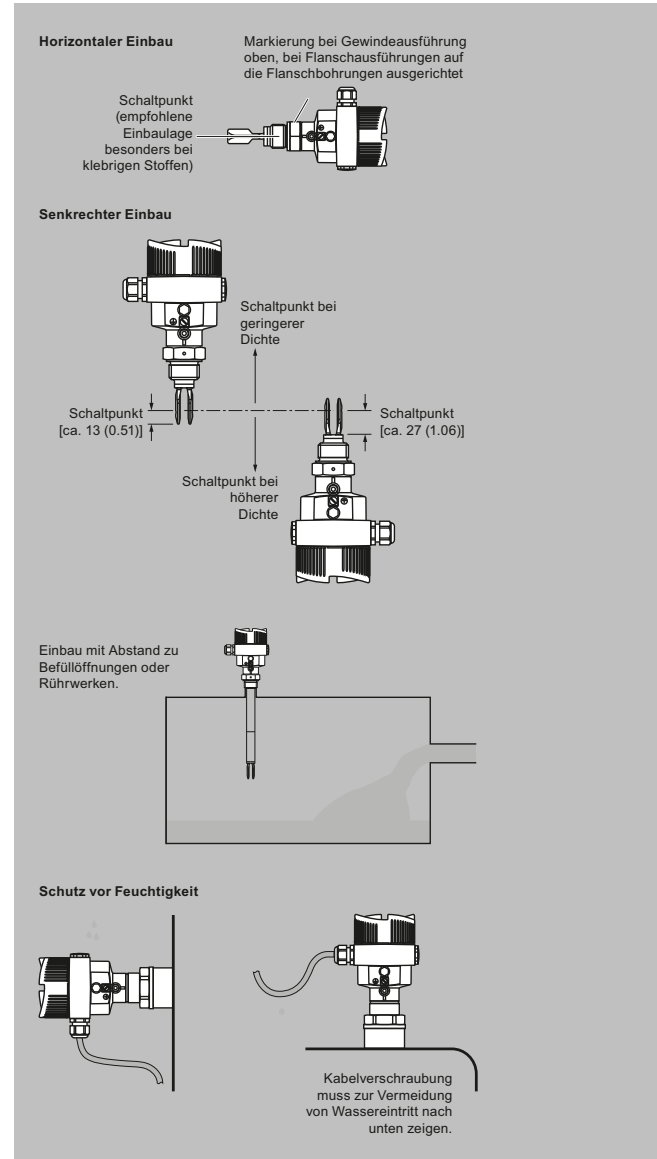 Horizontaler Einbau
Markierung bei Gewindeausführung
oben, bei Flanschausführungen auf
die Flanschbohrungen ausgerichtet
Schaltpunkt
(empfohlene
Einbaulage
besonders bei
klebrigen Stoffen)
Senkrechter Einbau
Schaltpunkt bei
geringerer
Dichte
Schaltpunkt
[ca. 13 (0.51)]
Schaltpunkt
[ca. 27 (1.06)]
Schaltpunkt bei
höherer
Dichte
Einbau mit Abstand zu
Befüllöffnungen oder
Rührwerken.
Schutz vor Feuchtigkeit
Kabelverschraubung
muss zur Vermeidung
von Wassereintritt nach
unten zeigen.